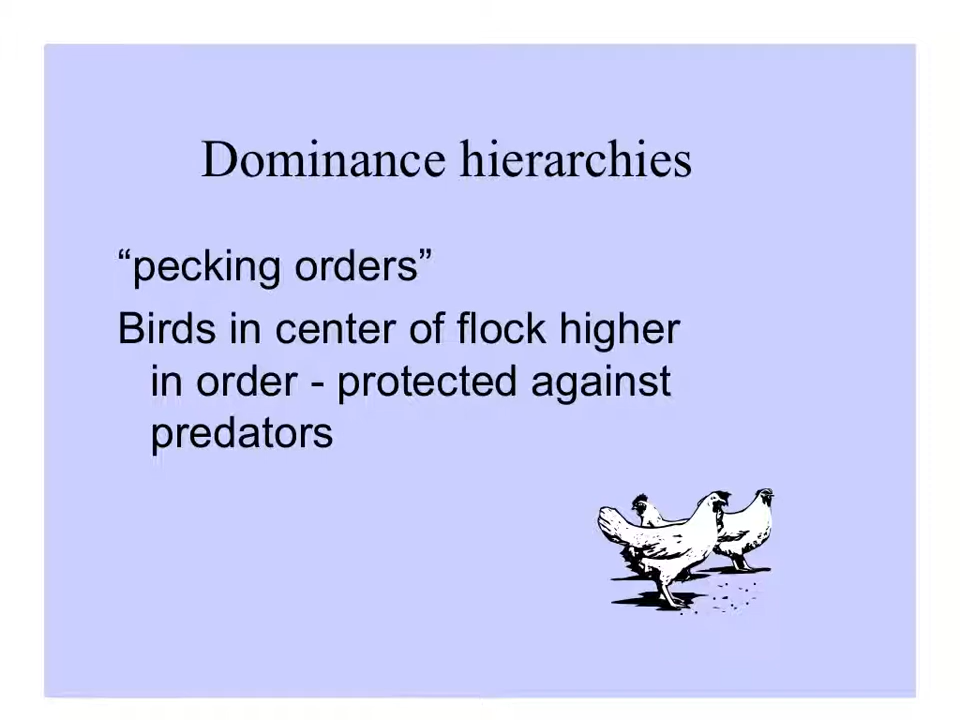 Dominance hierarchies
“pecking orders”
Birds in center of flock higher
in order - protected against
predators